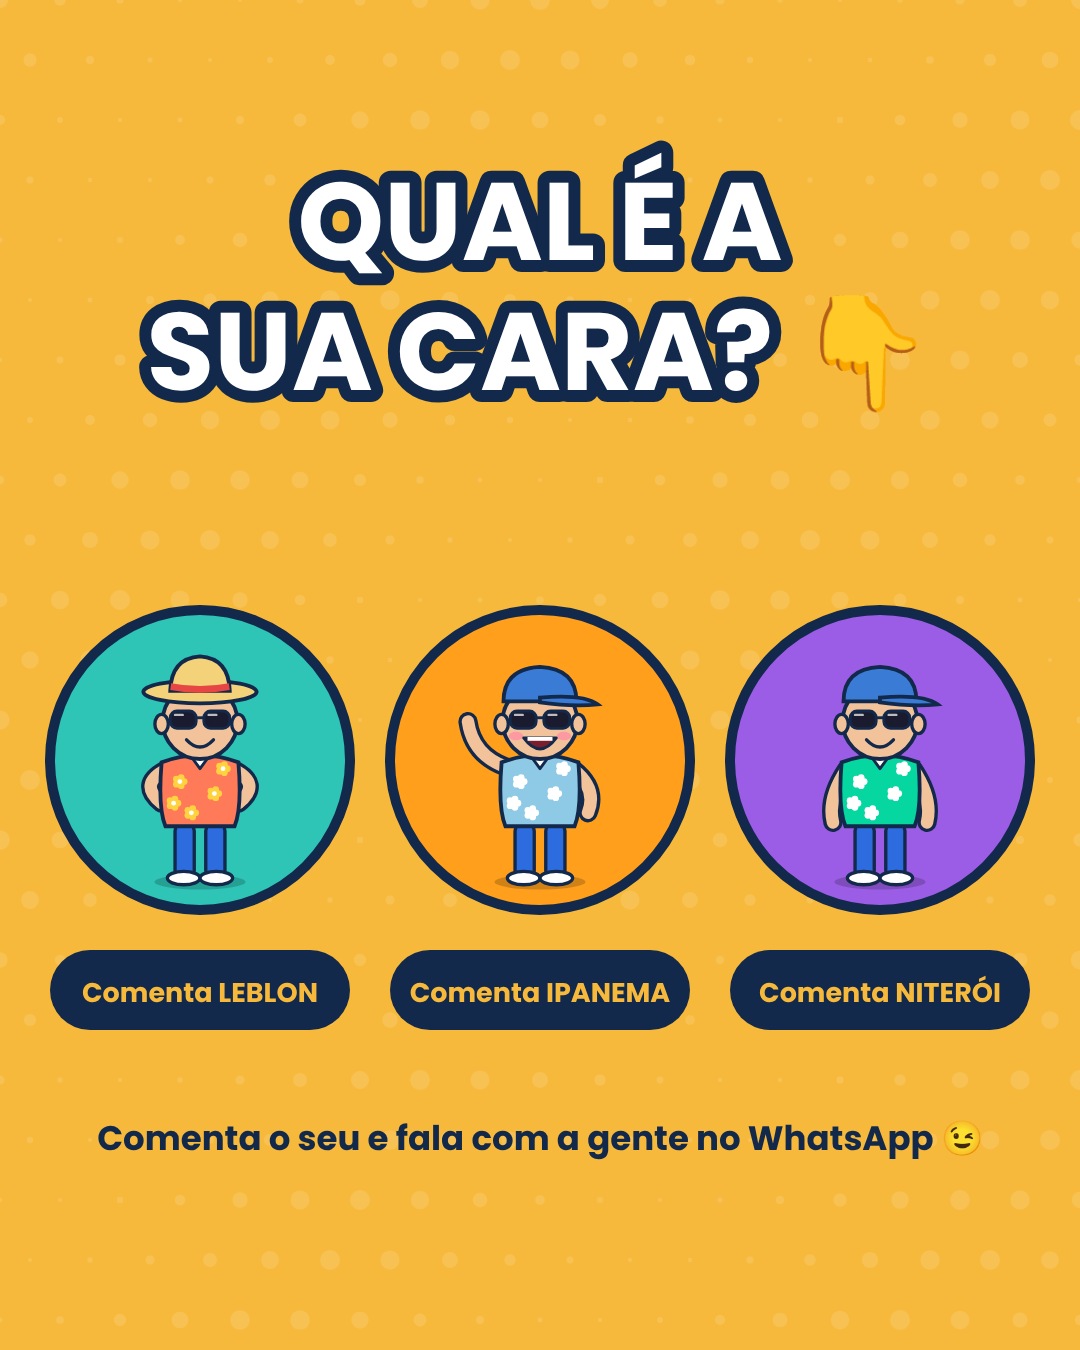 QUAL É A
SUA CARA? 👇
Comenta LEBLON
Comenta IPANEMA
Comenta NITERÓI
Comenta o seu e fala com a gente no WhatsApp 😉